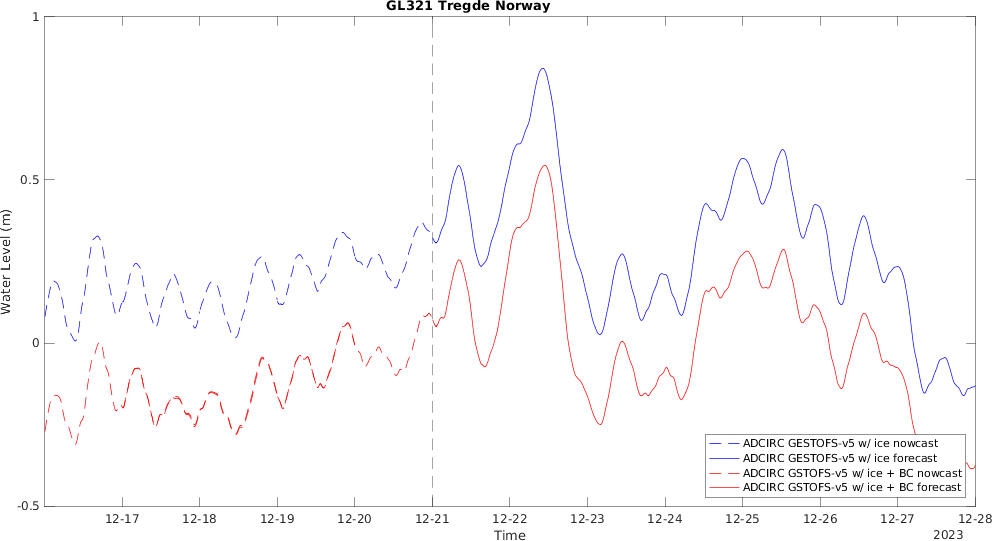 GL321 Tregde Norway
1
0.5
0
-0.5
Water Level (m)
ADCIRC GESTOFS-v5 w/ ice nowcast
ADCIRC GESTOFS-v5 w/ ice forecast
ADCIRC GSTOFS-v5 w/ ice + BC nowcast
ADCIRC GSTOFS-v5 w/ ice + BC forecast
12-17 12-18 12-19 12-20 12-21 12-22 12-23 12-24 12-25 12-26 12-27 12-28
Time
2023